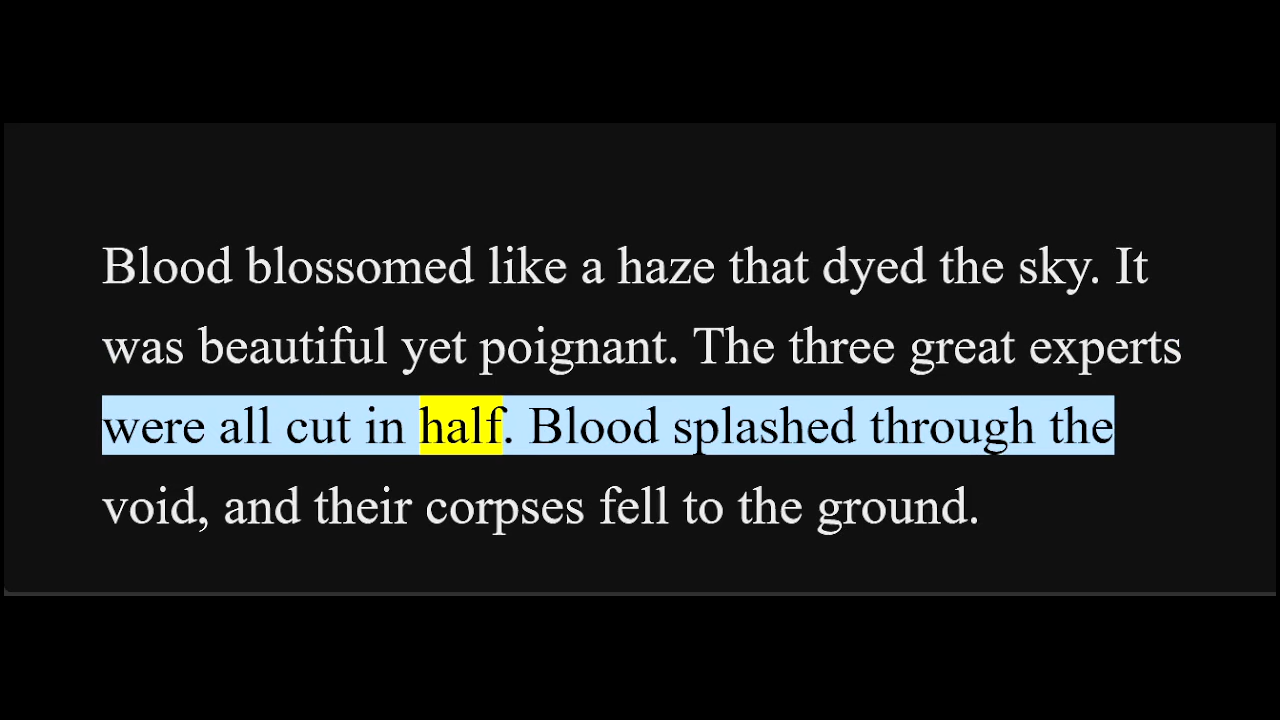 Blood blossomed like a haze that dyed the sky. It
was beautiful yet poignant. The three great experts
were all cut in half. Blood splashed through the
void, and their corpses fell to the ground.